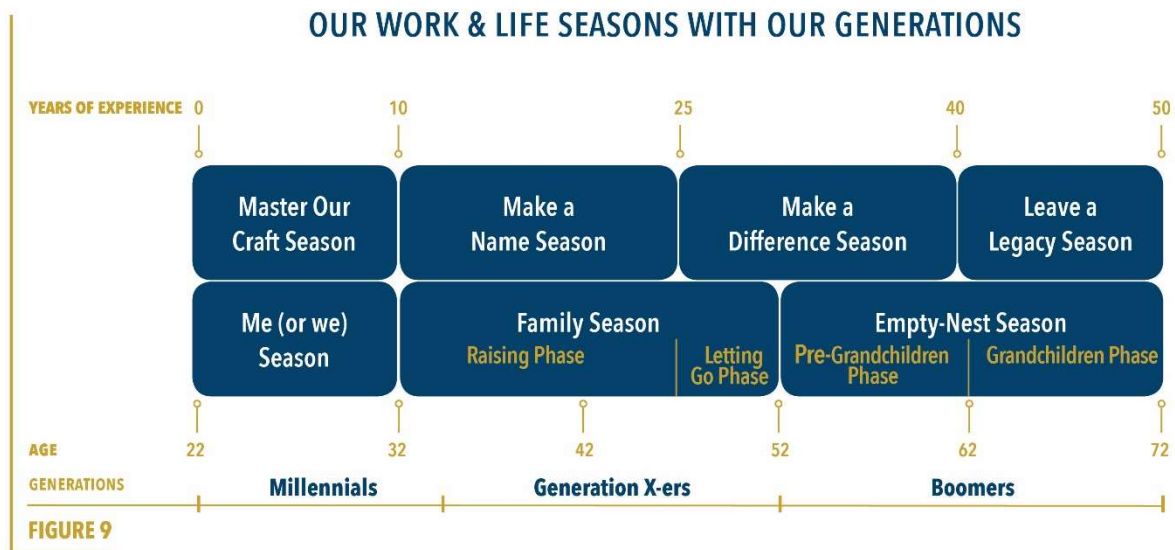 OUR WORK & LIFE SEASONS WITH OUR GENERATIONS
YEARS OF EXPERIENCE 0 10 25 40 50
Master Our
Craft Season
Make a
Name Season
Make a
Difference Season
Leave a
Legacy Season
Me (or we)
Season
Family Season
Raising Phase
Letting
Go Phase
Empty-Nest Season
Pre-Grandchildren
Phase
Grandchildren Phase
AGE 22 32 42 52 62 72
GENERATIONS Millennials Generation X-ers Boomers
FIGURE 9